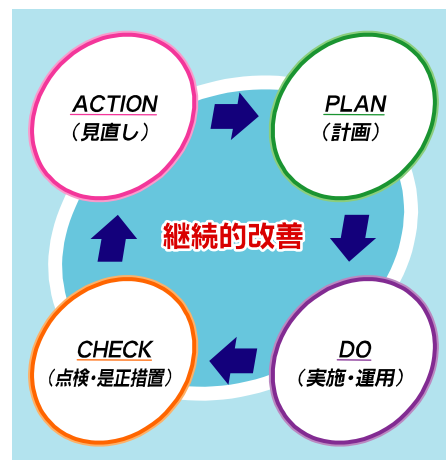 ACTION
(見直し)
PLAN
(計画)
継続的改善
CHECK
(点検・是正措置)
DO
(実施・運用)